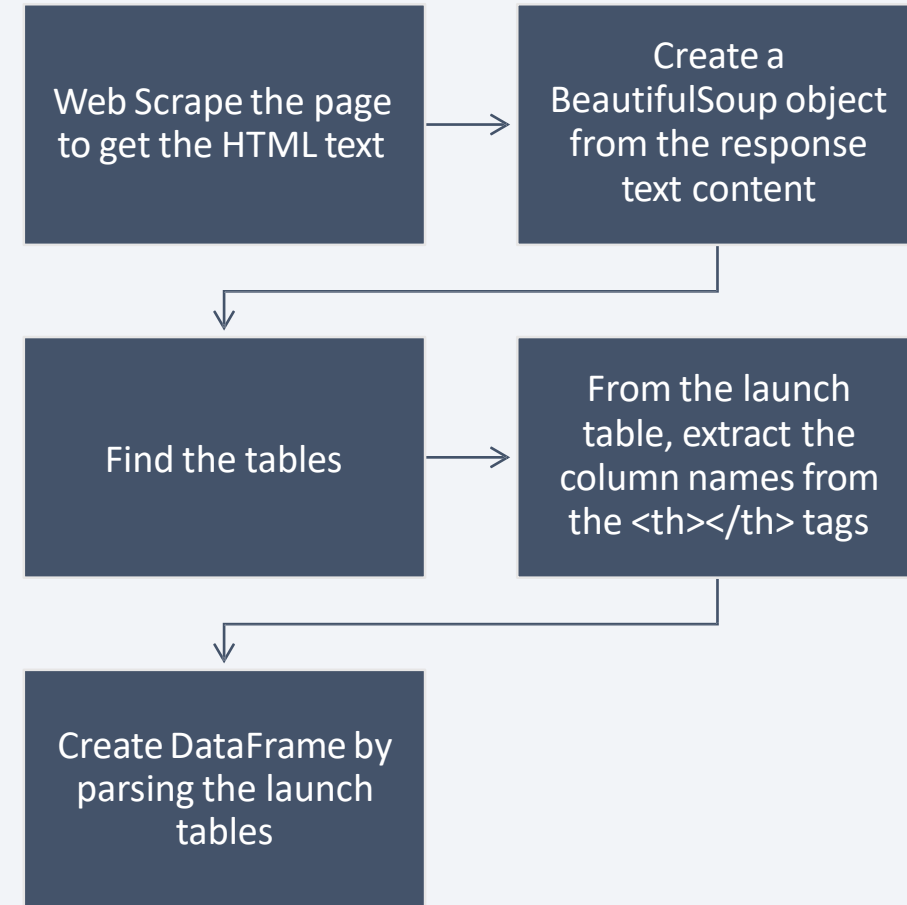 Web Scrape the page
to get the HTML text
Create a
BeautifulSoup object
from the response
text content
Find the tables
From the launch
table, extract the
column names from
the <th></th> tags
Create DataFrame by
parsing the launch
tables